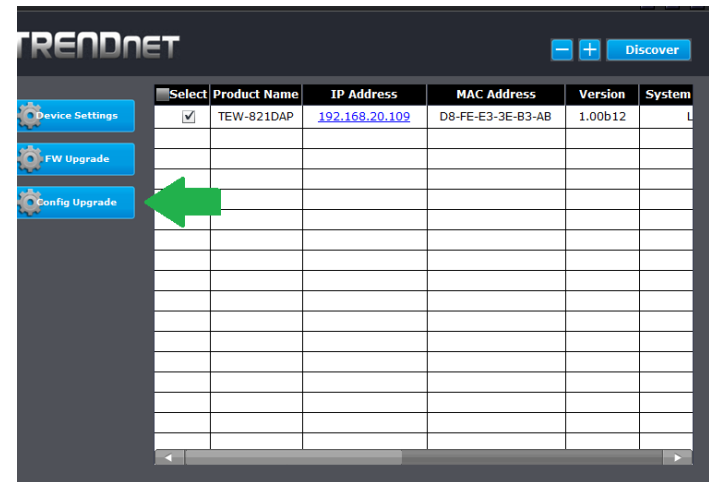 TRENDnet
Discover
Select Product Name IP Address MAC Address Version System
Device Settings
TEW-821DAP 192.168.20.109 D8-FE-E3-3E-B3-AB 1.00b12 L
FW Upgrade
Config Upgrade